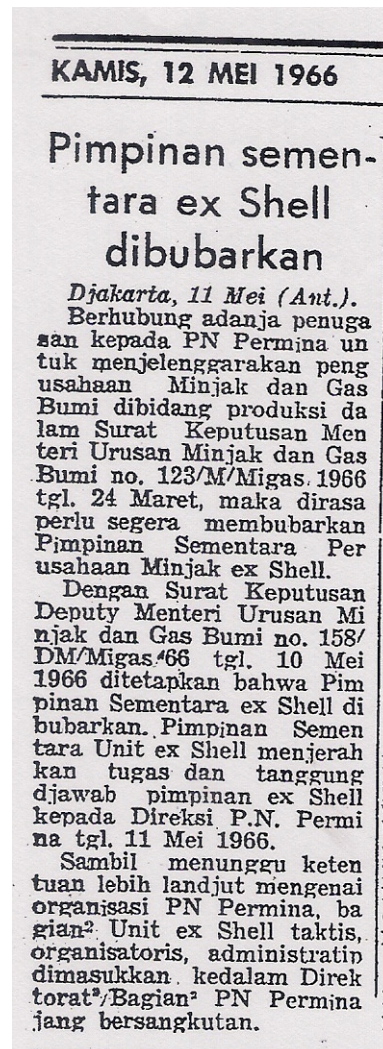 KAMIS, 12 MEI 1966
Pimpinan semen-
tara ex Shell
dibubarkan
Djakarta, 11 Mei (Ant.).
Berhubung adanja penuga
san kepada PN Permina un
tuk menjelenggarakan peng
usahaan Minjak dan Gas
Bumi dibidang produksi da
lam Surat Keputusan Men
teri Urusan Minjak dan Gas
Bumi no. 123/M/Migas 1966
tgl. 24 Maret, maka dirasa
perlu segera membubarkan
Pimpinan Sementara Per
usahaan Minjak ex Shell.
Dengan Surat Keputusan
Deputy Menteri Urusan Mi
njak dan Gas Bumi no. 158/
DM/Migas/'66 tgl. 10 Mei
1966 ditetapkan bahwa Pim
pinan Sementara ex Shell di
bubarkan. Pimpinan Semen
tara Unit ex Shell menjerah
kan tugas dan tanggung
djawab pimpinan ex Shell
kepada Direksi P.N. Permi
na tgl. 11 Mei 1966.
Sambil menunggu keten
tuan lebih landjut mengenai
organisasi PN Permina, ba
gian² Unit ex Shell taktis,
organisatoris, administratip
dimasukkan kedalam Direk
torat²/Bagian² PN Permina
jang bersangkutan.